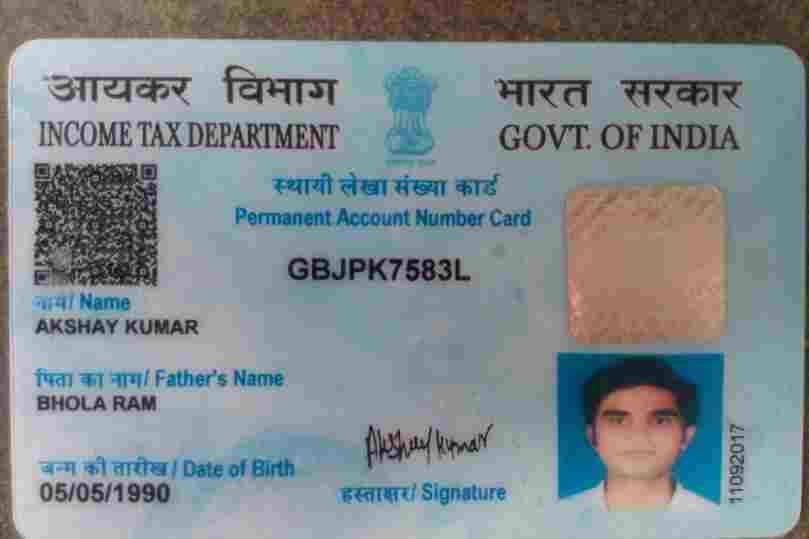 आयकर विभाग
INCOME TAX DEPARTMENT
भारत सरकार
GOVT. OF INDIA
स्थायी लेखा संख्या कार्ड
Permanent Account Number Card
GBJPK7583L
नाम/ Name
AKSHAY KUMAR
पिता का नाम/ Father's Name
BHOLA RAM
जन्म की तारीख / Date of Birth
05/05/1990
Akshay Kumar
हस्ताक्षर/ Signature
11092017